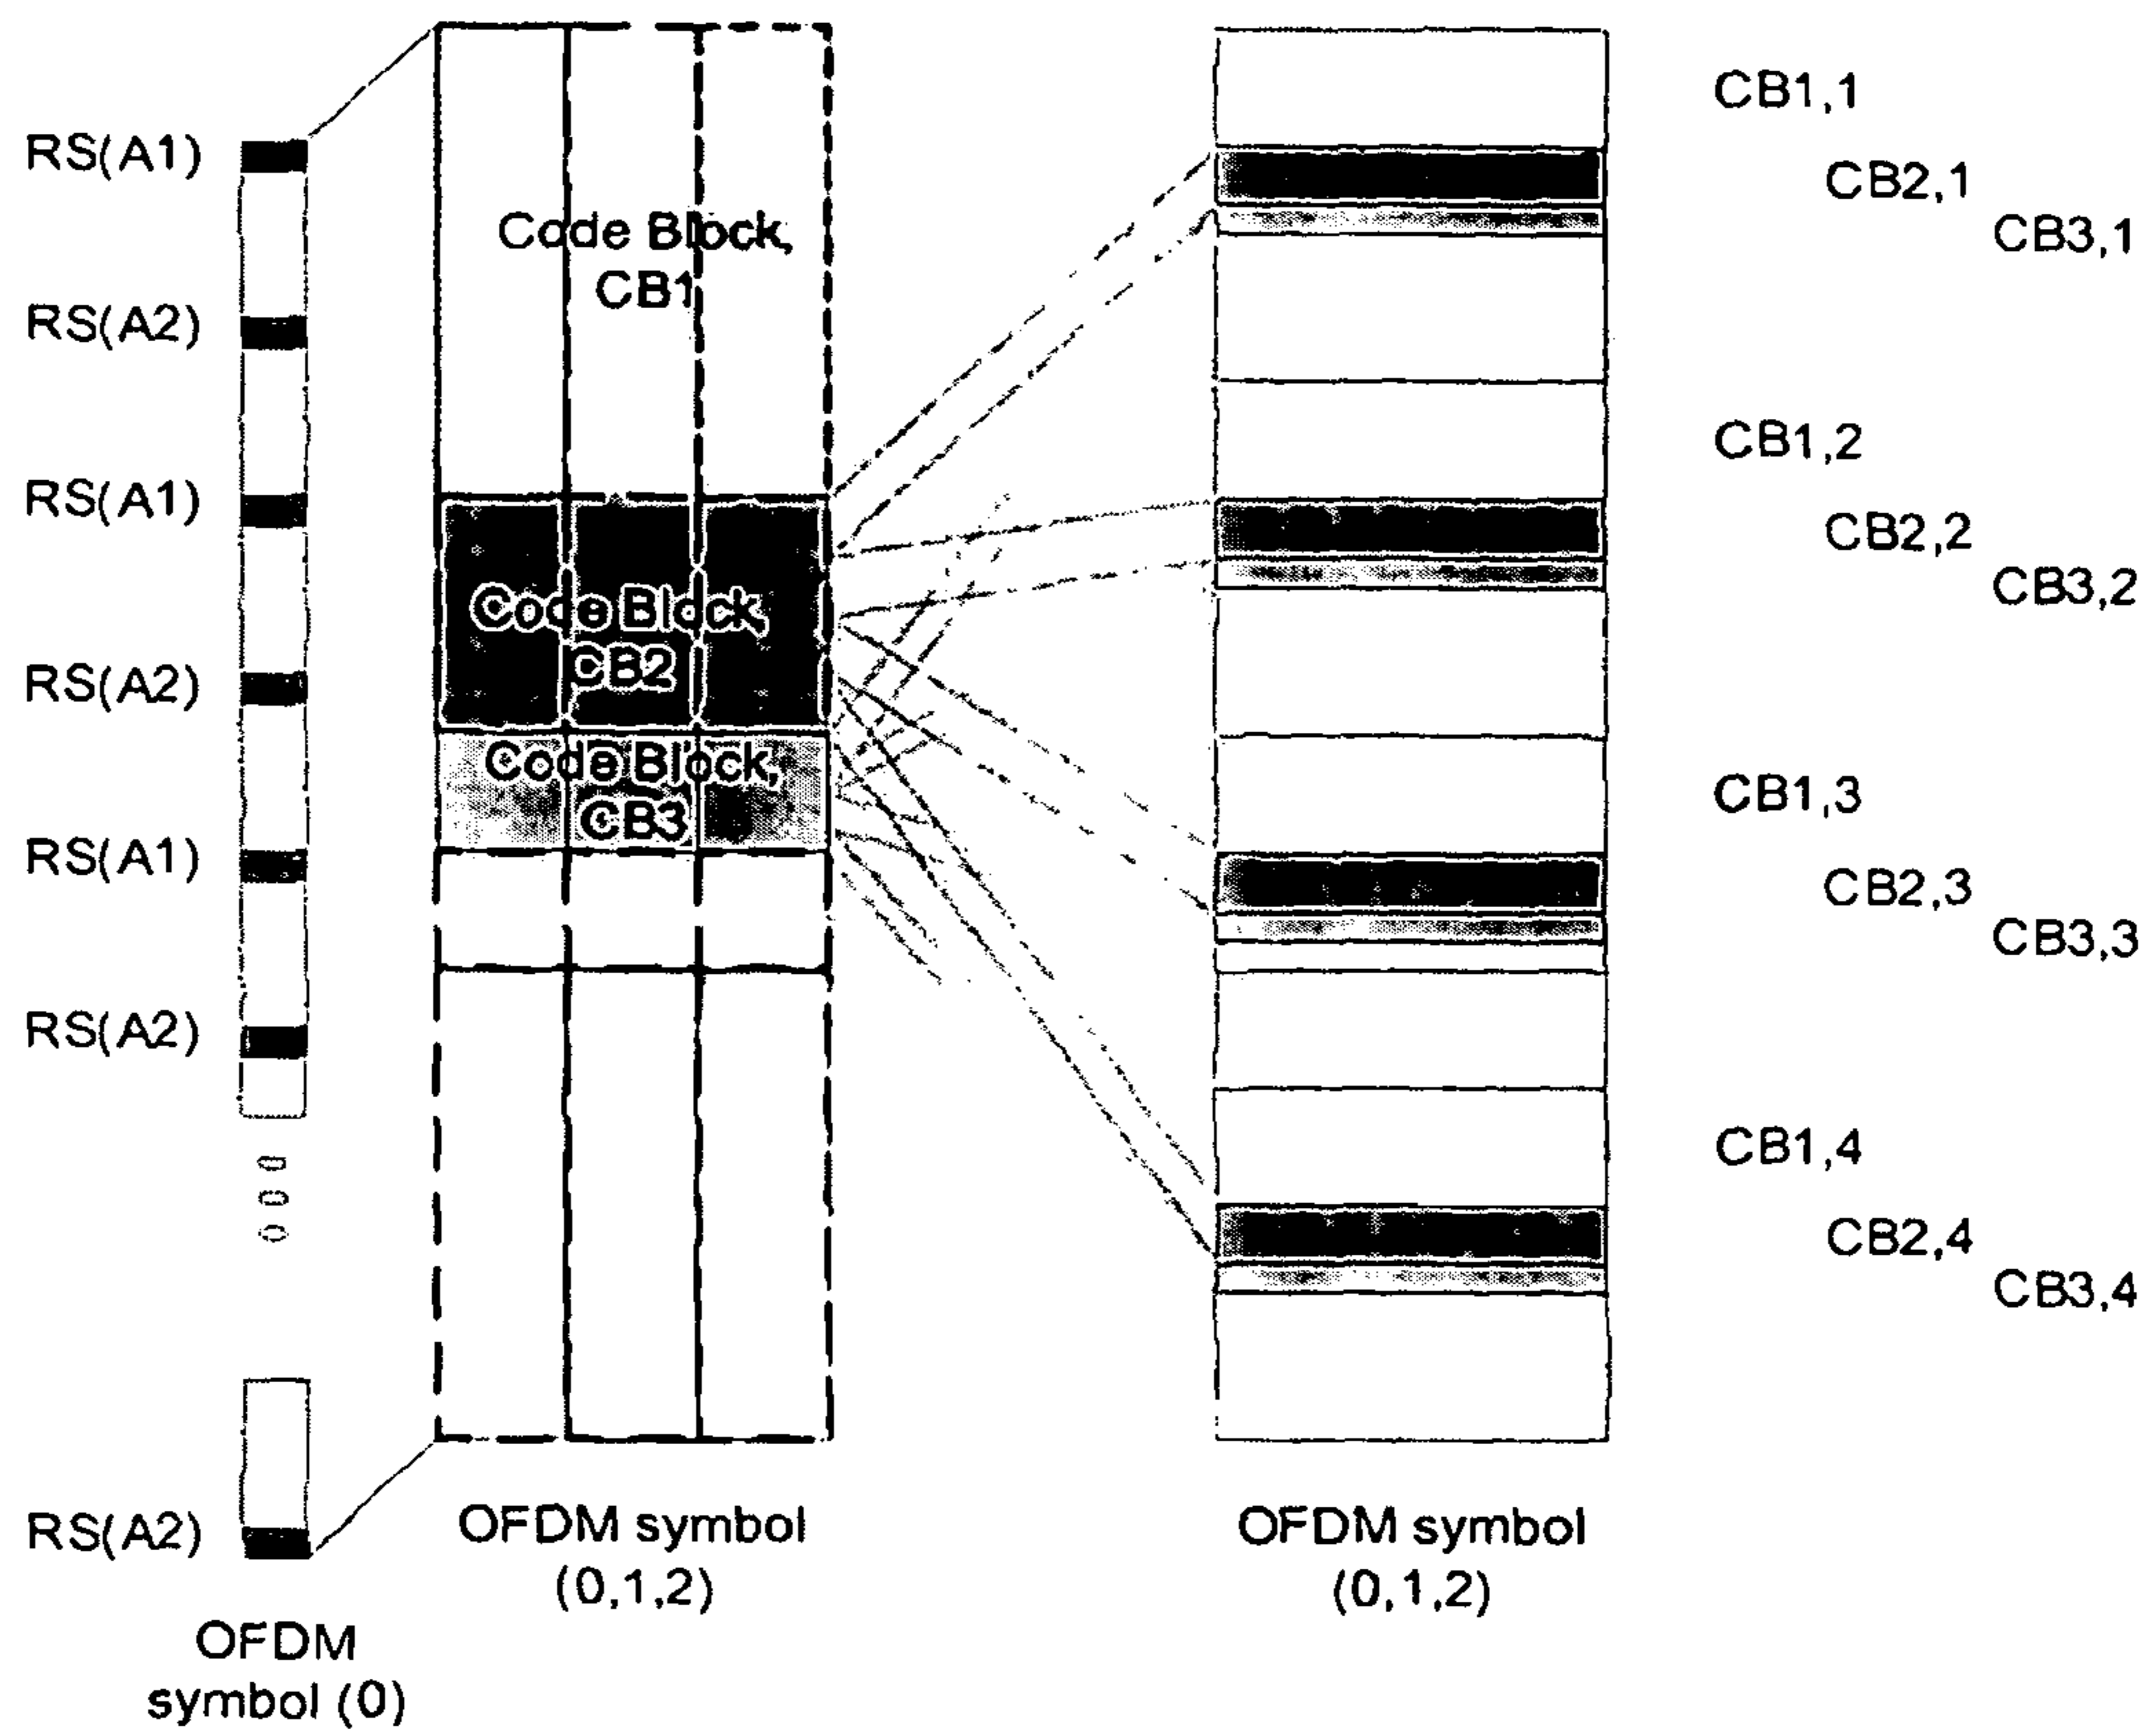 RS(A1)
RS(A2)
RS(A1)
RS(A2)
RS(A1)
RS(A2)
RS(A2)
OFDM
symbol (0)
Code Block,
CB1
Code Block,
CB2
Code Block,
CB3
OFDM symbol
(0,1,2)
OFDM symbol
(0,1,2)
CB1,1
CB2,1
CB3,1
CB1,2
CB2,2
CB3,2
CB1,3
CB2,3
CB3,3
CB1,4
CB2,4
CB3,4